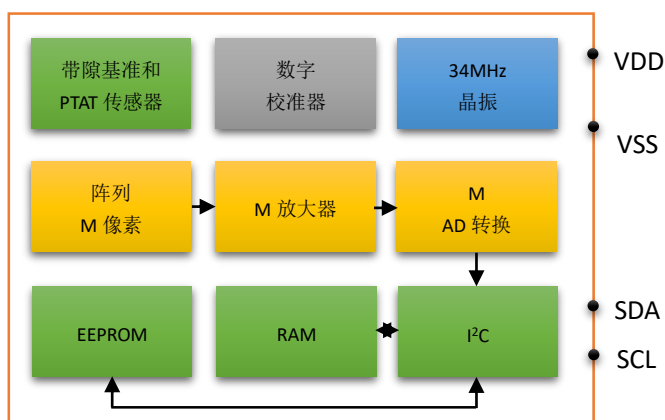 带隙基准和
PTAT 传感器
数字
校准器
34MHz
晶振
VDD
VSS
阵列
M 像素
M 放大器
M
AD 转换
EEPROM
RAM
I²C
SDA
SCL